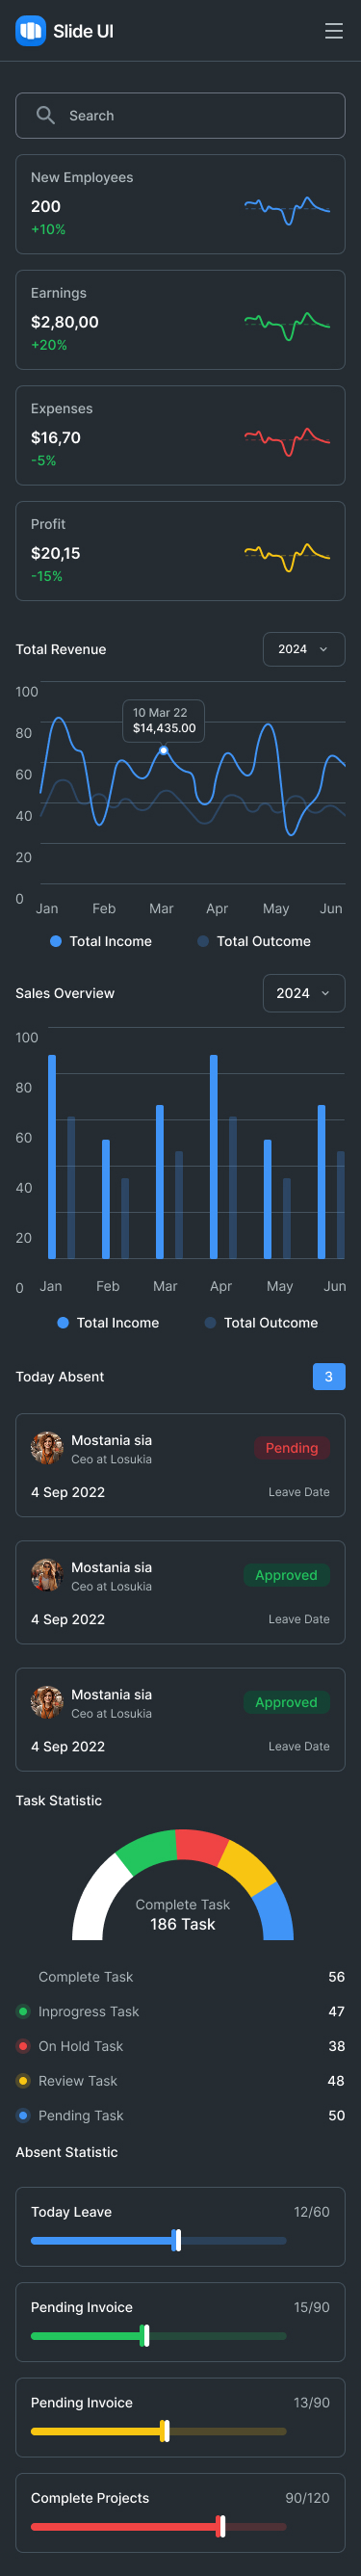 Slide UI
Search
New Employees
200
+10%
Earnings
$2,80,00
+20%
Expenses
$16,70
-5%
Profit
$20,15
-15%
Total Revenue
2024
100
80
60
40
20
0
10 Mar 22
$14,435.00
Jan Feb Mar Apr May Jun
Total Income Total Outcome
Sales Overview
2024
100
80
60
40
20
0
Jan Feb Mar Apr May Jun
Total Income Total Outcome
Today Absent
3
Mostania sia
Ceo at Losukia
Pending
4 Sep 2022
Leave Date
Mostania sia
Ceo at Losukia
Approved
4 Sep 2022
Leave Date
Mostania sia
Ceo at Losukia
Approved
4 Sep 2022
Leave Date
Task Statistic
Complete Task
186 Task
Complete Task 56
Inprogress Task 47
On Hold Task 38
Review Task 48
Pending Task 50
Absent Statistic
Today Leave 12/60
Pending Invoice 15/90
Pending Invoice 13/90
Complete Projects 90/120